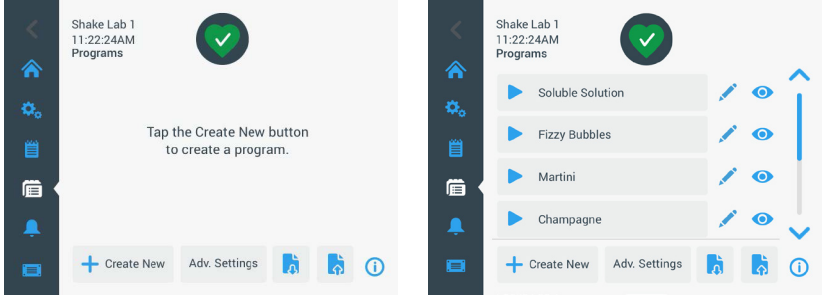 Shake Lab 1
11:22:24AM
Programs
Tap the Create New button
to create a program.
Create New
Adv. Settings
Shake Lab 1
11:22:24AM
Programs
Soluble Solution
Fizzy Bubbles
Martini
Champagne
Create New
Adv. Settings